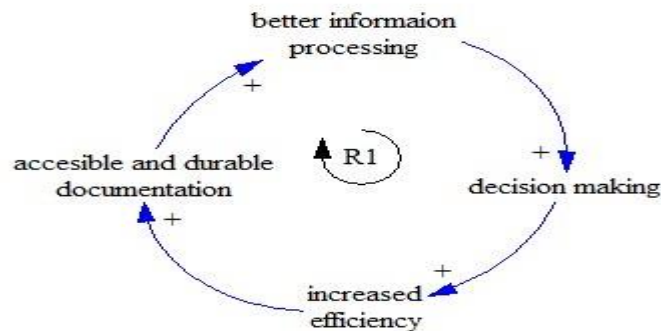 better informaion
processing
+
+
R1
accesible and durable
documentation
decision making
+
+
increased
efficiency